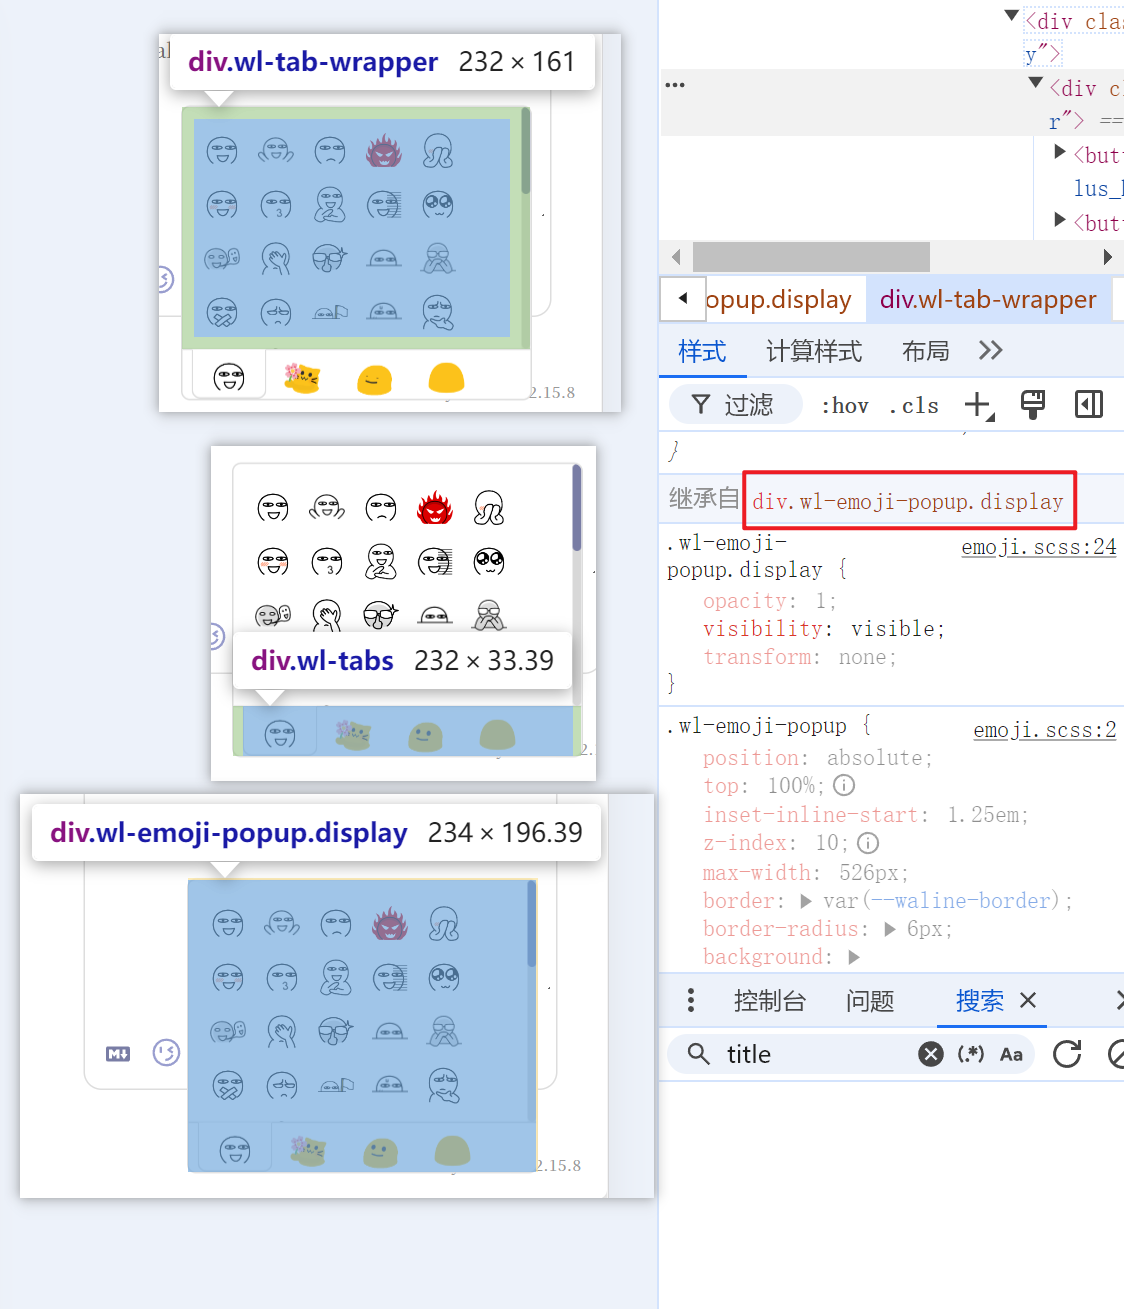 al
div.wl-tab-wrapper 232 × 161
2.15.8
div.wl-tabs 232 × 33.39
2.
div.wl-emoji-popup.display 234 × 196.39
M
2.15.8
<div cla
y">
...
<div cl
r"> ==
<but
lus_
<but
opup.display
div.wl-tab-wrapper
样式
计算样式
布局
过滤
:hov
.cls
}
继承自 div.wl-emoji-popup.display
.wl-emoji-
emoji.scss:24
popup.display {
opacity: 1;
visibility: visible;
transform: none;
}
.wl-emoji-popup {
emoji.scss:2
position: absolute;
top: 100%;
inset-inline-start: 1.25em;
z-index: 10;
max-width: 526px;
border: var(--waline-border);
border-radius: 6px;
background:
控制台
问题
搜索
title
(.*)
Aa